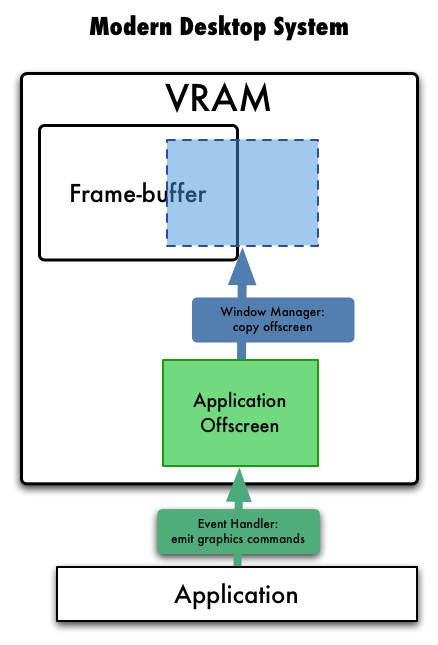 Modern Desktop System
VRAM
Frame-buffer
Window Manager:
copy offscreen
Application
Offscreen
Event Handler:
emit graphics commands
Application